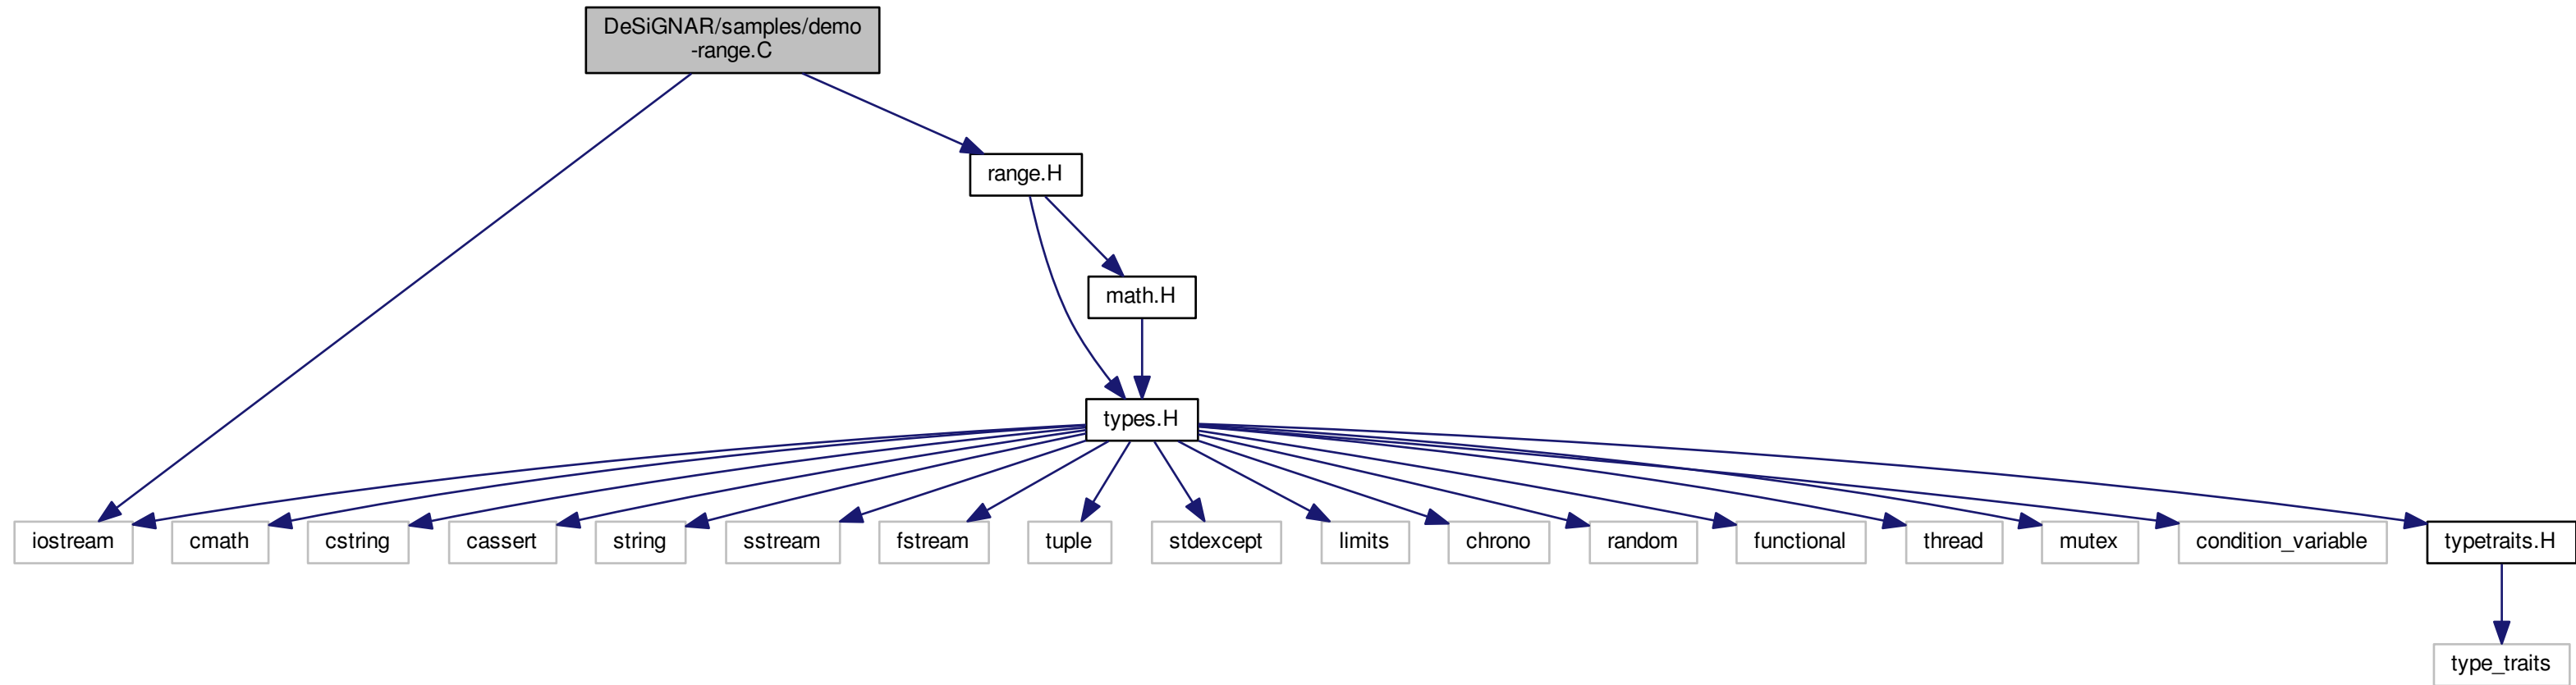 DeSiGNAR/samples/demo
-range.C
range.H
math.H
types.H
iostream
cmath
cstring
cassert
string
sstream
fstream
tuple
stdexcept
limits
chrono
random
functional
thread
mutex
condition_variable
typetraits.H
type_traits